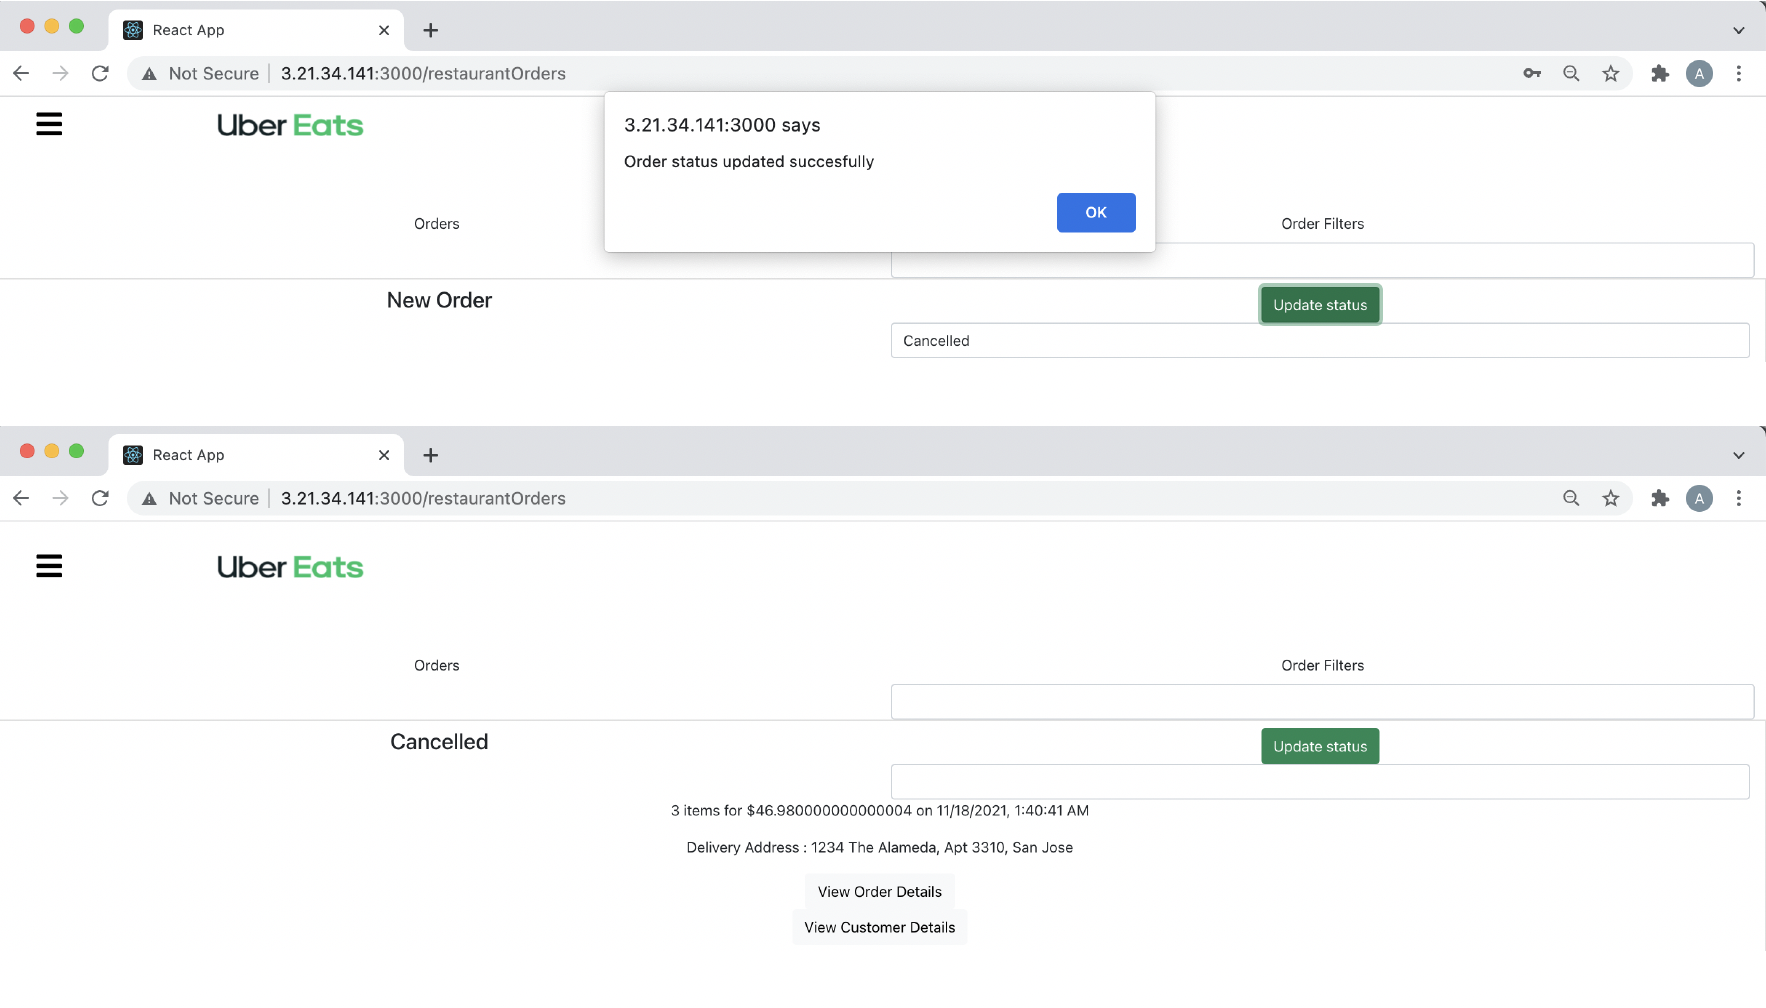 React App
Not Secure 3.21.34.141:3000/restaurantOrders
A
Uber Eats
3.21.34.141:3000 says
Order status updated succesfully
OK
Orders
Order Filters
New Order
Update status
Cancelled
React App
Not Secure 3.21.34.141:3000/restaurantOrders
A
Uber Eats
Orders
Order Filters
Cancelled
Update status
3 items for $46.980000000000004 on 11/18/2021, 1:40:41 AM
Delivery Address : 1234 The Alameda, Apt 3310, San Jose
View Order Details
View Customer Details